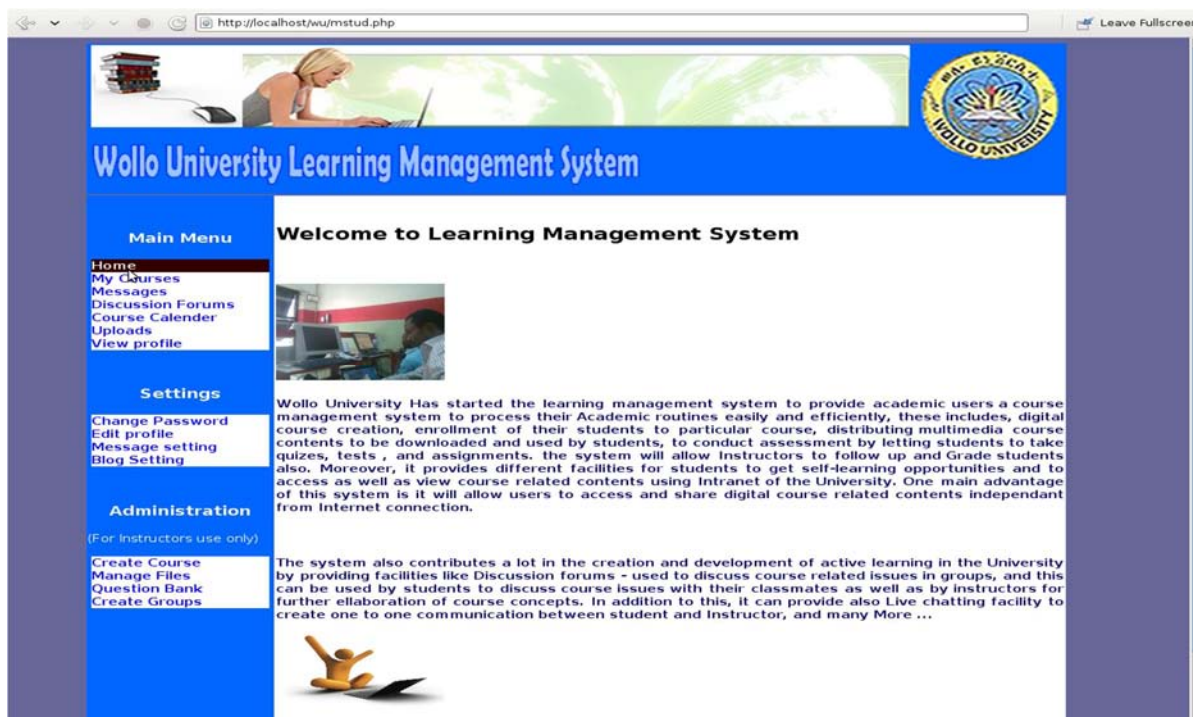 http://localhost/wu/mstud.php
Leave Fullscreen
WOLLO UNIVERSITY
Wollo University Learning Management System
Main Menu
Home
My Courses
Messages
Discussion Forums
Course Calender
Uploads
View profile
Settings
Change Password
Edit profile
Message setting
Blog Setting
Administration
(For Instructors use only)
Create Course
Manage Files
Question Bank
Create Groups
Welcome to Learning Management System
Wollo University Has started the learning management system to provide academic users a course
management system to process their Academic routines easily and efficiently, these includes, digital
course creation, enrollment of their students to particular course, distributing multimedia course
contents to be downloaded and used by students, to conduct assessment by letting students to take
quizes, tests , and assignments. the system will allow Instructors to follow up and Grade students
also. Moreover, it provides different facilities for students to get self-learning opportunities and to
access as well as view course related contents using Intranet of the University. One main advantage
of this system is it will allow users to access and share digital course related contents independant
from Internet connection.
The system also contributes a lot in the creation and development of active learning in the University
by providing facilities like Discussion forums - used to discuss course related issues in groups, and this
can be used by students to discuss course issues with their classmates as well as by instructors for
further ellaboration of course concepts. In addition to this, it can provide also Live chatting facility to
create one to one communication between student and Instructor, and many More ...